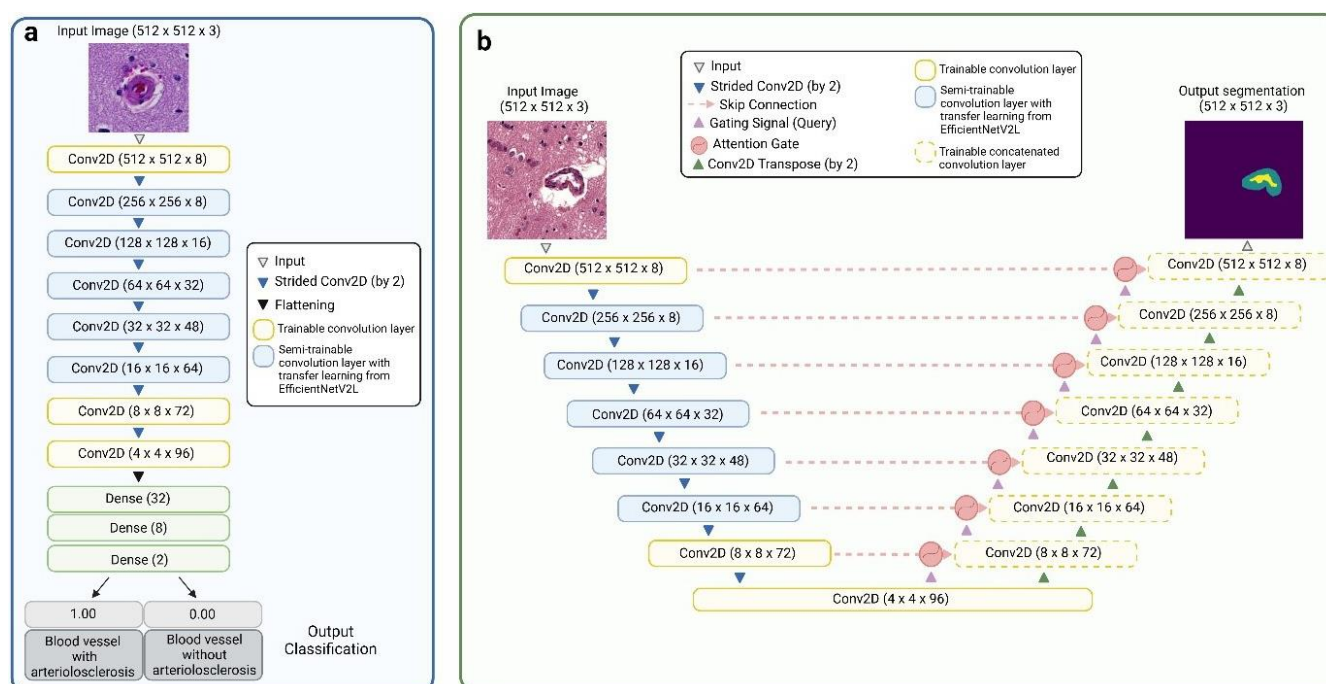 a
Input Image (512 x 512 x 3)
Conv2D (512 x 512 x 8)
Conv2D (256 x 256 x 8)
Conv2D (128 x 128 x 16)
Conv2D (64 x 64 x 32)
Conv2D (32 x 32 x 48)
Conv2D (16 x 16 x 64)
Conv2D (8 x 8 x 72)
Conv2D (4 x 4 x 96)
Dense (32)
Dense (8)
Dense (2)
1.00
0.00
Blood vessel
with
arteriolosclerosis
Blood vessel
without
arteriolosclerosis
Output
Classification
Input
Strided Conv2D (by 2)
Flattening
Trainable convolution layer
Semi-trainable
convolution layer with
transfer learning from
EfficientNetV2L
b
Input Image
(512 x 512 x 3)
Input
Strided Conv2D (by 2)
Skip Connection
Gating Signal (Query)
Attention Gate
Conv2D Transpose (by 2)
Trainable convolution layer
Semi-trainable
convolution layer with
transfer learning from
EfficientNetV2L
Trainable concatenated
convolution layer
Output segmentation
(512 x 512 x 3)
Conv2D (512 x 512 x 8)
Conv2D (512 x 512 x 8)
Conv2D (256 x 256 x 8)
Conv2D (256 x 256 x 8)
Conv2D (128 x 128 x 16)
Conv2D (128 x 128 x 16)
Conv2D (64 x 64 x 32)
Conv2D (64 x 64 x 32)
Conv2D (32 x 32 x 48)
Conv2D (32 x 32 x 48)
Conv2D (16 x 16 x 64)
Conv2D (16 x 16 x 64)
Conv2D (8 x 8 x 72)
Conv2D (8 x 8 x 72)
Conv2D (4 x 4 x 96)